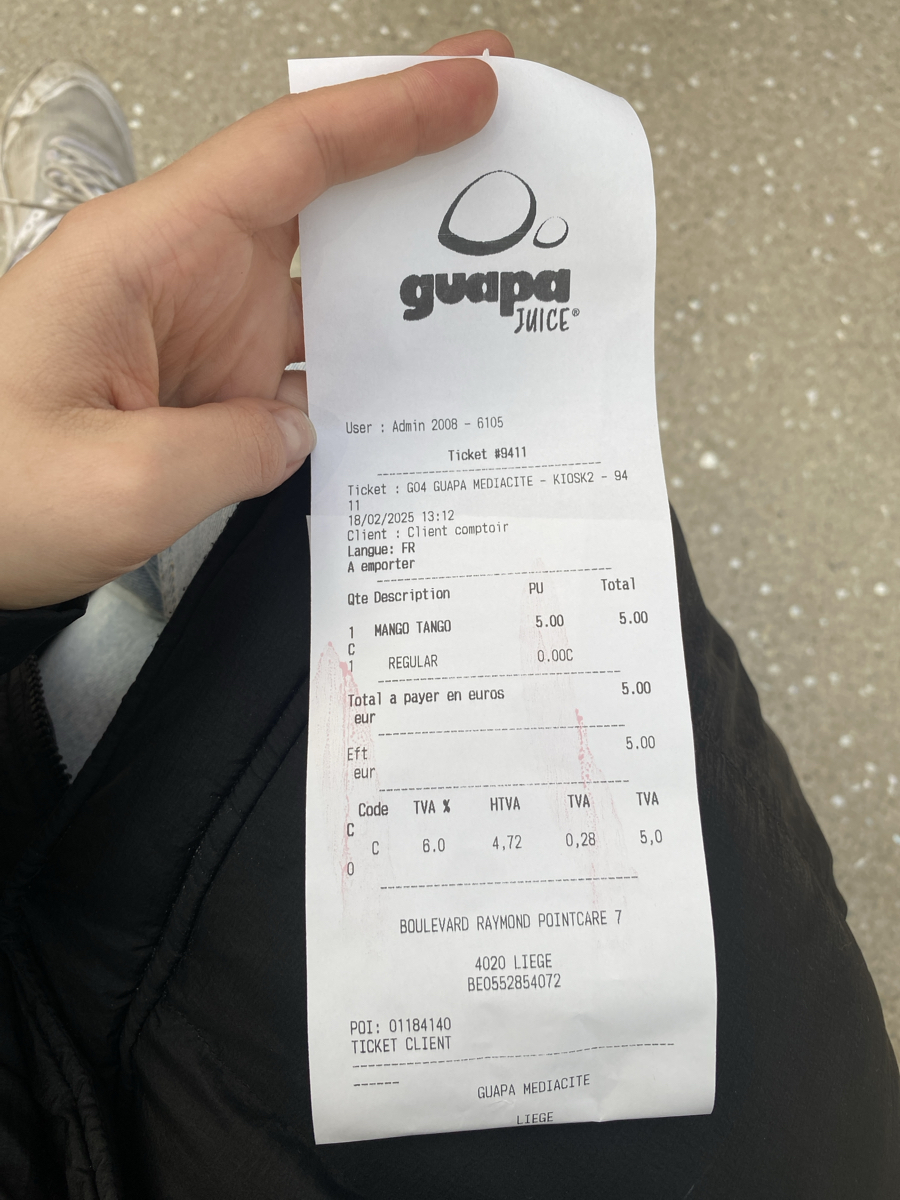 guapa
JUICE®
User : Admin 2008 - 6105
Ticket #9411
Ticket : G04 GUAPA MEDIACITE - KIOSK2 - 94
11
18/02/2025 13:12
Client : Client comptoir
Langue: FR
A emporter
Qte Description PU Total
1 MANGO TANGO 5.00 5.00
C
1 REGULAR 0.00C
Total a payer en euros 5.00
eur
Eft 5.00
eur
Code TVA % HTVA TVA TVA
C
C 6.0 4,72 0,28 5,0
0
BOULEVARD RAYMOND POINTCARE 7
4020 LIEGE
BE0552854072
POI: 01184140
TICKET CLIENT
GUAPA MEDIACITE
LIEGE